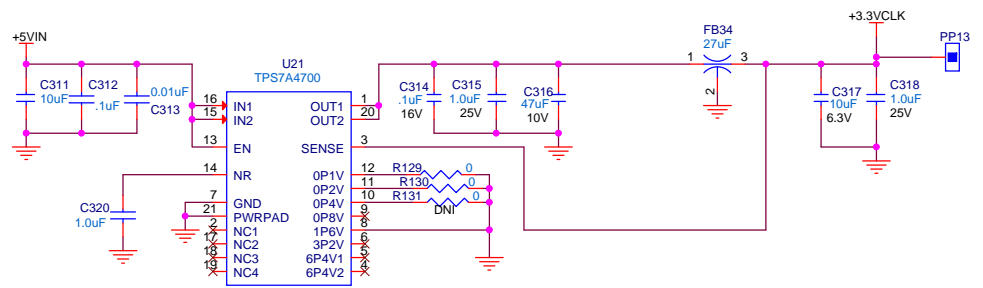 +5VIN
C311
10uF
C312
.1uF
0.01uF
C313
U21
TPS7A4700
16 IN1
15 IN2
13 EN
14 NR
7 GND
21 PWRPAD
2 NC1
17 NC2
18 NC3
19 NC4
OUT1 1
OUT2 20
SENSE 3
0P1V 12
0P2V 11
0P4V 10
0P8V 9
1P6V 8
3P2V 6
6P4V1 5
6P4V2 4
C320
1.0uF
R129 0
R130 0
R131 0
DNI
C314
.1uF
16V
C315
1.0uF
25V
C316
47uF
10V
FB34
27uF
1 3
2
+3.3VCLK
PP13
C317
10uF
6.3V
C318
1.0uF
25V